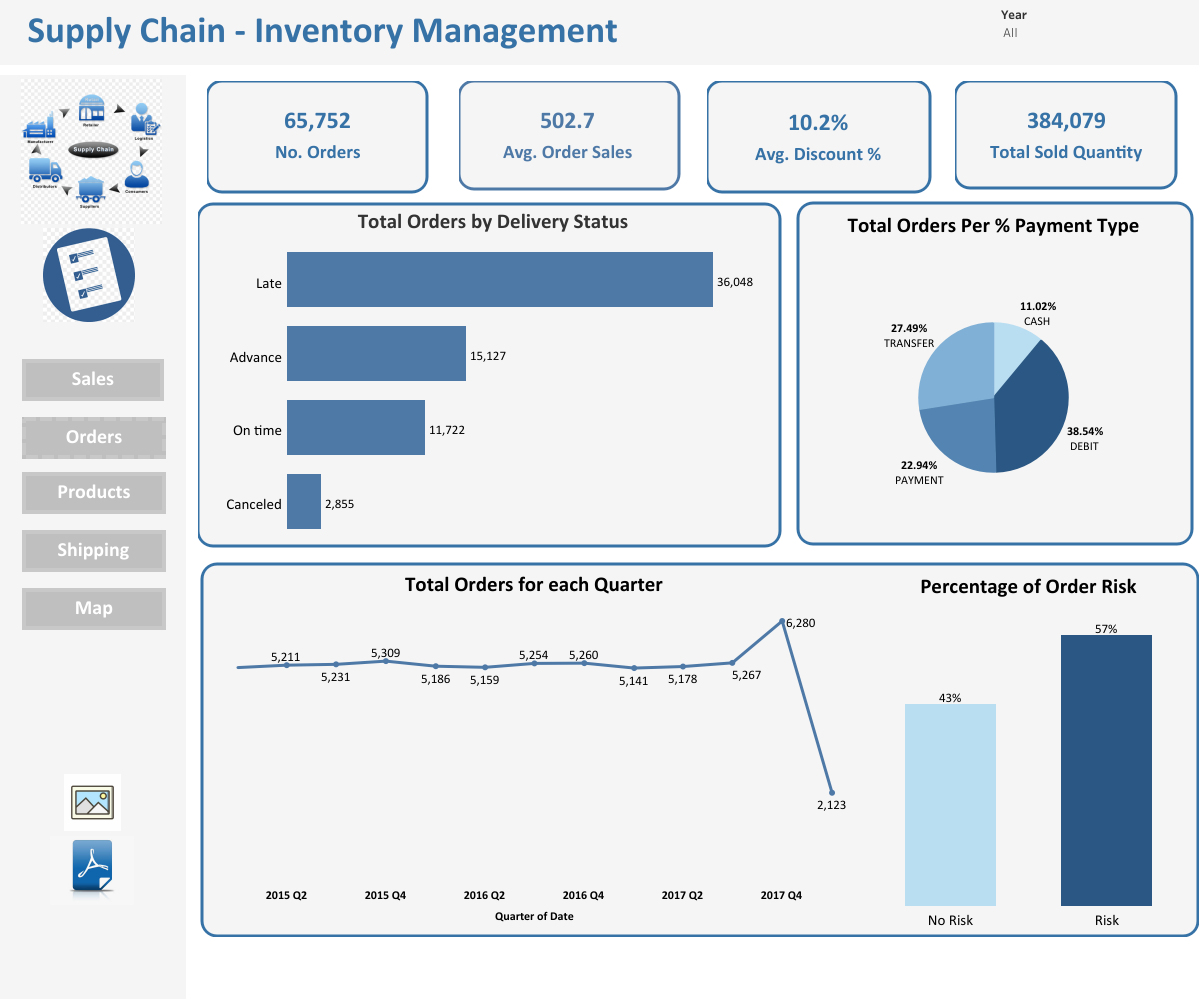 Supply Chain - Inventory Management
Year
All
Retailer
Manufacturer
Logistics
Supply Chain
Distributors
Consumers
Suppliers
65,752
No. Orders
502.7
Avg. Order Sales
10.2%
Avg. Discount %
384,079
Total Sold Quantity
Sales
Orders
Products
Shipping
Map
Total Orders by Delivery Status
Late
36,048
Advance
15,127
On time
11,722
Canceled
2,855
Total Orders Per % Payment Type
11.02%
CASH
27.49%
TRANSFER
38.54%
DEBIT
22.94%
PAYMENT
Total Orders for each Quarter
5,211
5,231
5,309
5,186
5,159
5,254
5,260
5,141
5,178
5,267
6,280
2,123
2015 Q2
2015 Q4
2016 Q2
2016 Q4
2017 Q2
2017 Q4
Quarter of Date
Percentage of Order Risk
43%
57%
No Risk
Risk